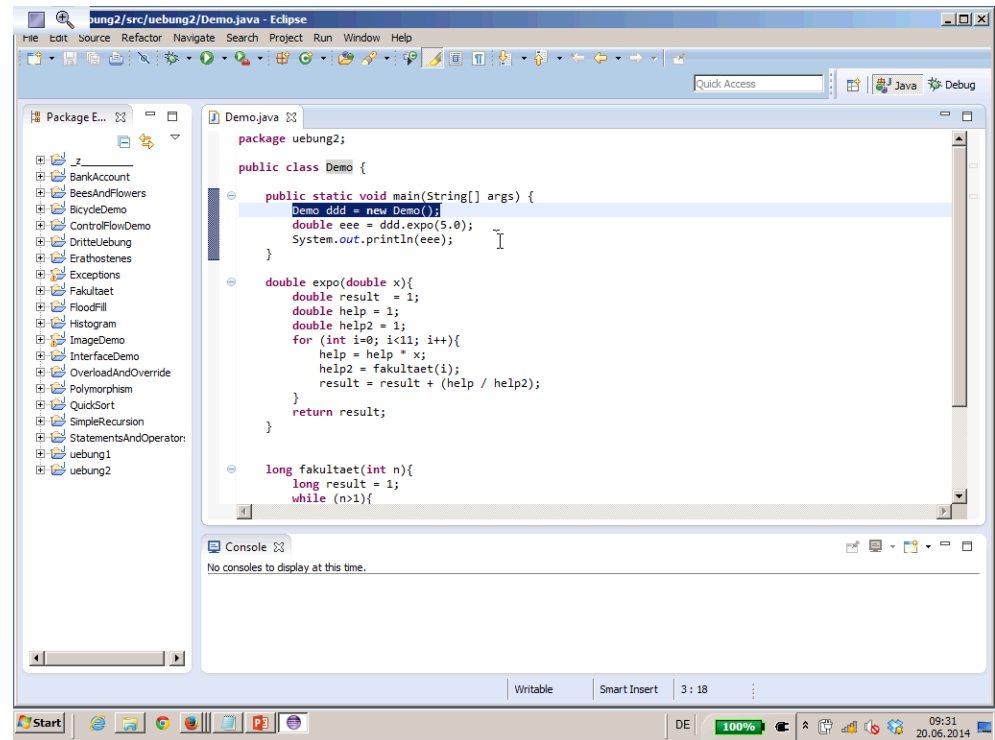 oung2/src/uebung2/Demo.java - Eclipse
File Edit Source Refactor Navigate Search Project Run Window Help
Quick Access
Java
Debug
Package E...
_z_________
BankAccount
BeesAndFlowers
BicycleDemo
ControlFlowDemo
DritteUebung
Erathostenes
Exceptions
Fakultaet
FloodFill
Histogram
ImageDemo
InterfaceDemo
OverloadAndOverride
Polymorphism
QuickSort
SimpleRecursion
StatementsAndOperator
uebung1
uebung2
Demo.java
package uebung2;
public class Demo {
public static void main(String[] args) {
Demo ddd = new Demo();
double eee = ddd.expo(5.0);
System.out.println(eee);
}
double expo(double x){
double result  = 1;
double help = 1;
double help2 = 1;
for (int i=0; i<11; i++){
help = help * x;
help2 = fakultaet(i);
result = result + (help / help2);
}
return result;
}
long fakultaet(int n){
long result = 1;
while (n>1){
Console
No consoles to display at this time.
Writable
Smart Insert
3 : 18
Start
DE
100%
09:31
20.06.2014